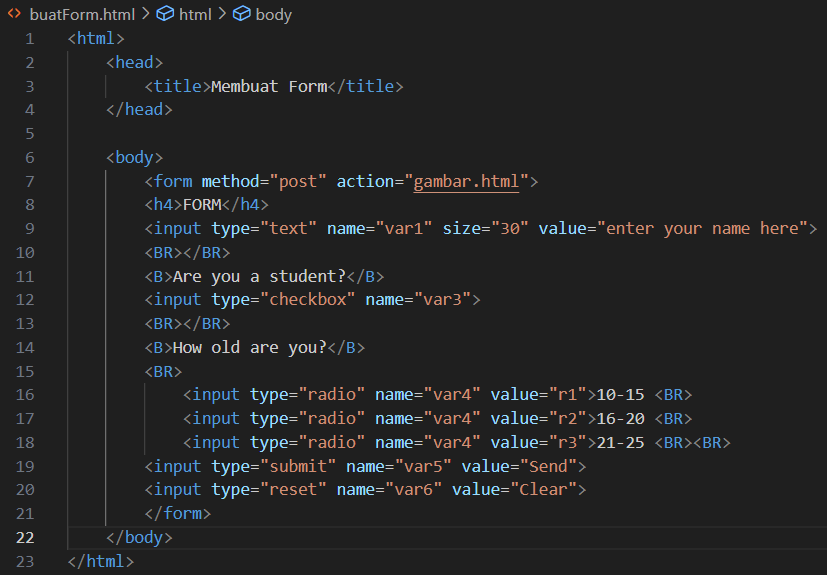 buatForm.html > html > body
1 <html>
2     <head>
3         <title>Membuat Form</title>
4     </head>
5
6     <body>
7         <form method="post" action="gambar.html">
8         <h4>FORM</h4>
9         <input type="text" name="var1" size="30" value="enter your name here">
10         <BR></BR>
11         <B>Are you a student?</B>
12         <input type="checkbox" name="var3">
13         <BR></BR>
14         <B>How old are you?</B>
15         <BR>
16             <input type="radio" name="var4" value="r1">10-15 <BR>
17             <input type="radio" name="var4" value="r2">16-20 <BR>
18             <input type="radio" name="var4" value="r3">21-25 <BR><BR>
19         <input type="submit" name="var5" value="Send">
20         <input type="reset" name="var6" value="Clear">
21         </form>
22     </body>
23 </html>